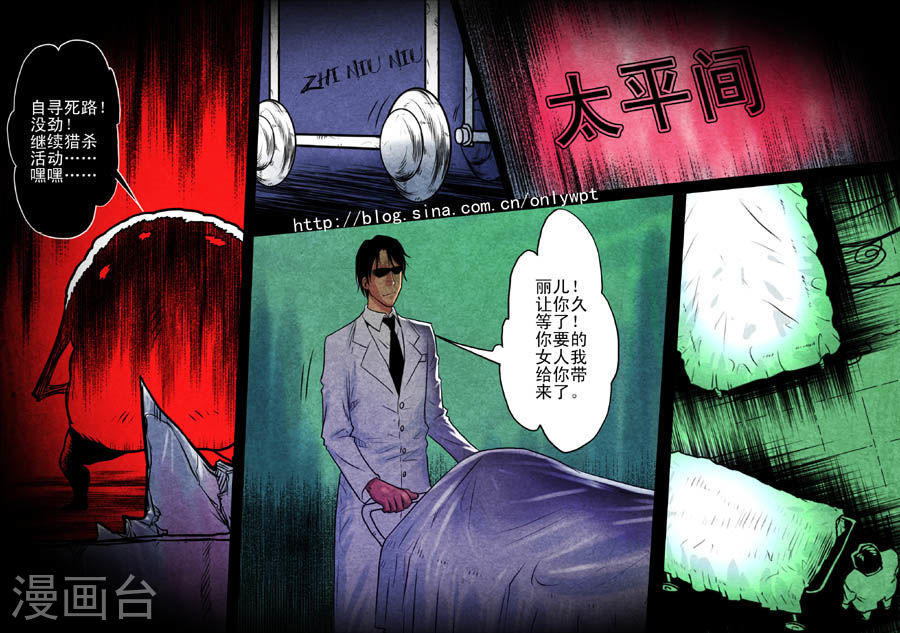 自寻死路！
没劲！
继续猎杀
活动……
嘿嘿……
ZHI NIU NIU
太平间
http://blog.sina.com.cn/onlywpt
丽儿！
让你久
等了！
你要的
女人我
给你带
来了。
漫画台